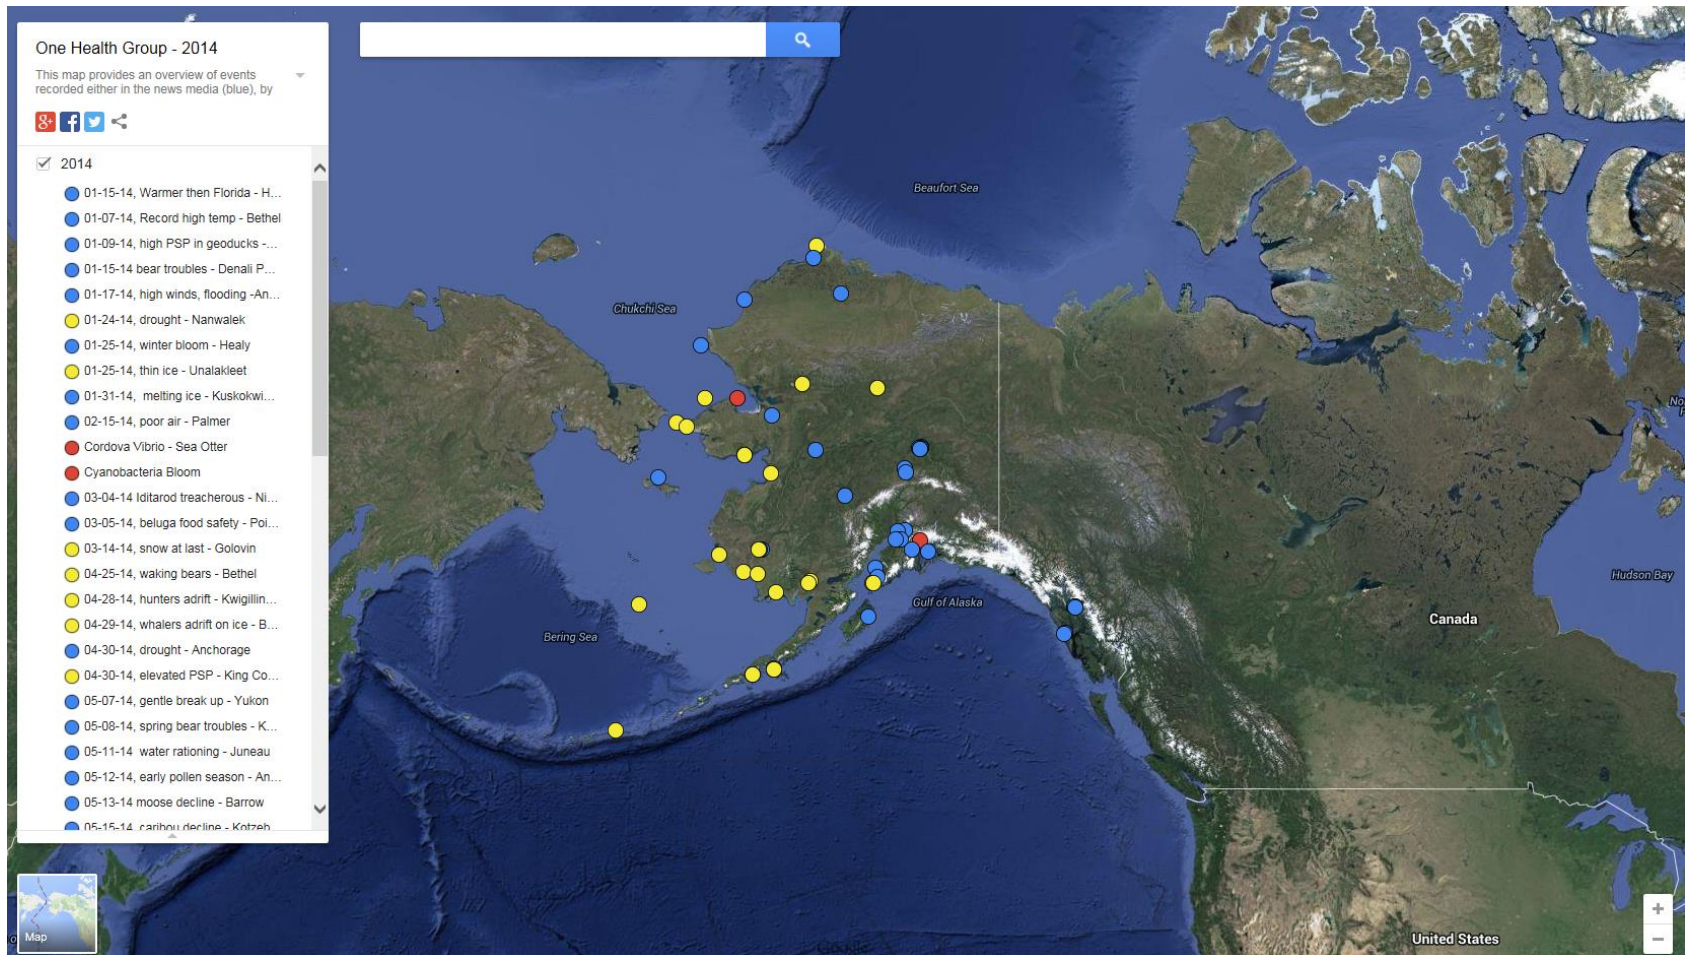 One Health Group - 2014
This map provides an overview of events
recorded either in the news media (blue), by
2014
01-15-14, Warmer then Florida - H...
01-07-14, Record high temp - Bethel
01-09-14, high PSP in geoducks -...
01-15-14 bear troubles - Denali P...
01-17-14, high winds, flooding -An...
01-24-14, drought - Nanwalek
01-25-14, winter bloom - Healy
01-25-14, thin ice - Unalakleet
01-31-14, melting ice - Kuskokwi...
02-15-14, poor air - Palmer
Cordova Vibrio - Sea Otter
Cyanobacteria Bloom
03-04-14 Iditarod treacherous - Ni...
03-05-14, beluga food safety - Poi...
03-14-14, snow at last - Golovin
04-25-14, waking bears - Bethel
04-28-14, hunters adrift - Kwigillin...
04-29-14, whalers adrift on ice - B...
04-30-14, drought - Anchorage
04-30-14, elevated PSP - King Co...
05-07-14, gentle break up - Yukon
05-08-14, spring bear troubles - K...
05-11-14 water rationing - Juneau
05-12-14, early pollen season - An...
05-13-14 moose decline - Barrow
05-15-14, caribou decline - Kotzeb
Map
Beaufort Sea
Chukchi Sea
Bering Sea
Gulf of Alaska
Hudson Bay
Canada
United States